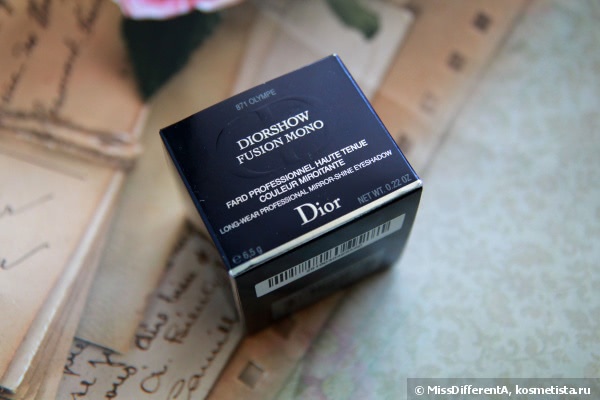 871 OLYMPE
DIORSHOW
FUSION MONO
FARD PROFESSIONNEL HAUTE TENUE
COULEUR MIROITANTE
LONG-WEAR PROFESSIONAL MIRROR-SHINE EYESHADOW
Dior
e 6,5 g
NET WT. 0.22 OZ
© MissDifferentA, kosmetista.ru